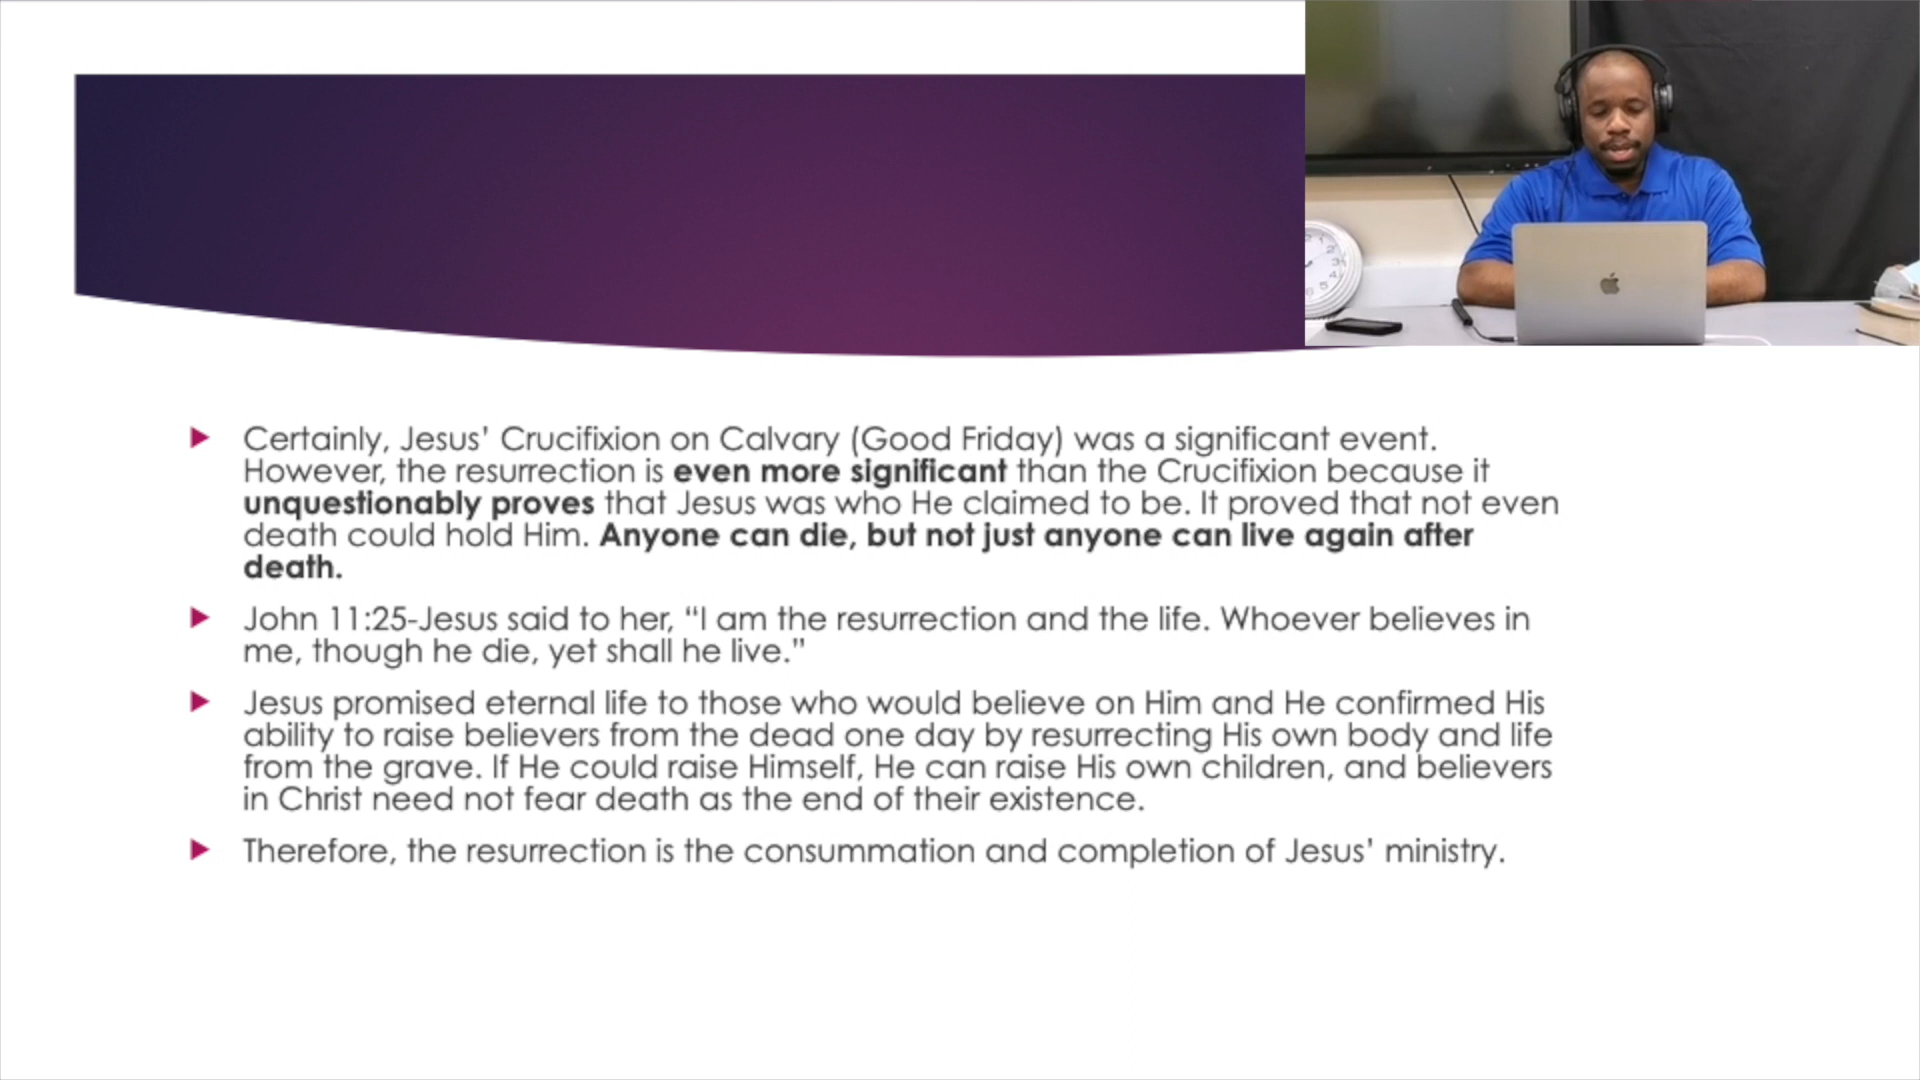 Certainly, Jesus’ Crucifixion on Calvary (Good Friday) was a significant event.
However, the resurrection is even more significant than the Crucifixion because it
unquestionably proves that Jesus was who He claimed to be. It proved that not even
death could hold Him. Anyone can die, but not just anyone can live again after
death.
John 11:25-Jesus said to her, “I am the resurrection and the life. Whoever believes in
me, though he die, yet shall he live.”
Jesus promised eternal life to those who would believe on Him and He confirmed His
ability to raise believers from the dead one day by resurrecting His own body and life
from the grave. If He could raise Himself, He can raise His own children, and believers
in Christ need not fear death as the end of their existence.
Therefore, the resurrection is the consummation and completion of Jesus’ ministry.